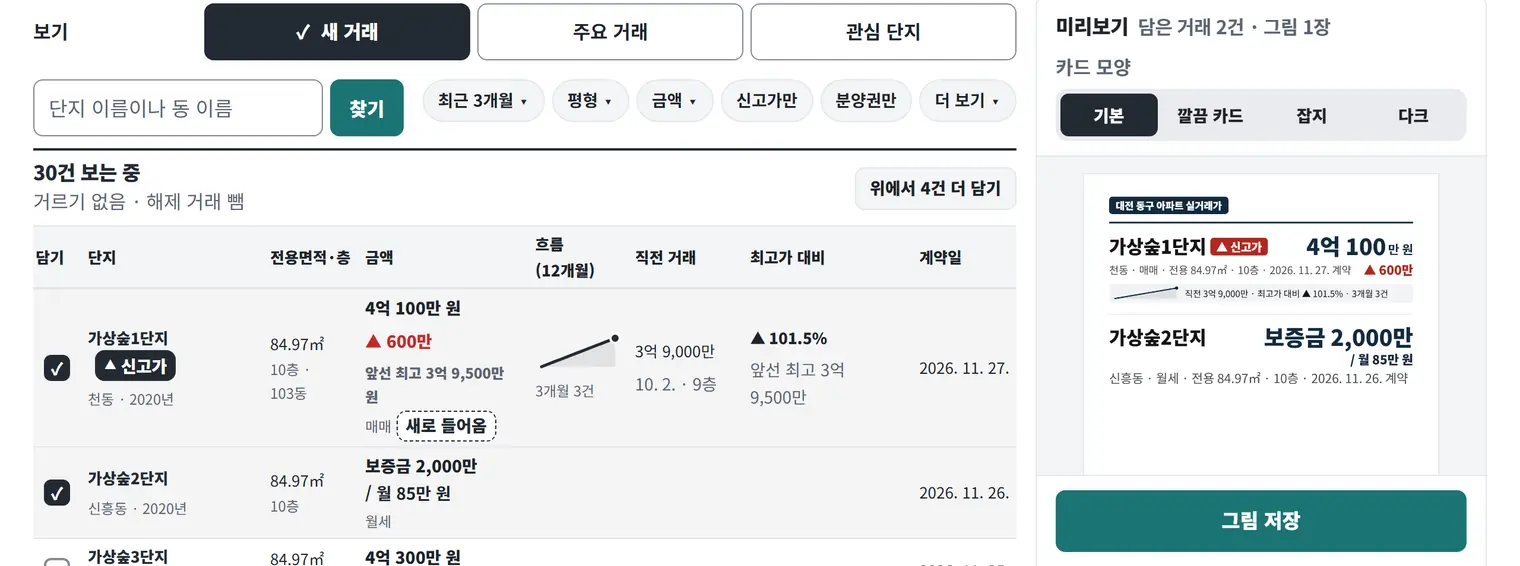 보기
✓ 새 거래
주요 거래
관심 단지
단지 이름이나 동 이름
찾기
최근 3개월 ▾
평형 ▾
금액 ▾
신고가만
분양권만
더 보기 ▾
30건 보는 중
거르기 없음 · 해제 거래 뺌
위에서 4건 더 담기
담기
단지
전용면적·층
금액
흐름
(12개월)
직전 거래
최고가 대비
계약일
가상숲1단지
▲ 신고가
천동 · 2020년
84.97㎡
10층 ·
103동
4억 100만 원
▲ 600만
앞선 최고 3억 9,500만
원
매매 새로 들어옴
3개월 3건
3억 9,000만
10. 2. · 9층
▲ 101.5%
앞선 최고 3억
9,500만
2026. 11. 27.
가상숲2단지
신흥동 · 2020년
84.97㎡
10층
보증금 2,000만
/ 월 85만 원
월세
2026. 11. 26.
가상숲3단지
84.97㎡
4억 300만 원
미리보기 담은 거래 2건 · 그림 1장
카드 모양
기본
깔끔 카드
잡지
다크
대전 동구 아파트 실거래가
가상숲1단지 ▲ 신고가 4억 100만 원
천동 · 매매 · 전용 84.97㎡ · 10층 · 2026. 11. 27. 계약 ▲ 600만
직전 3억 9,000만 · 최고가 대비 ▲ 101.5% · 3개월 3건
가상숲2단지 보증금 2,000만
/ 월 85만 원
신흥동 · 월세 · 전용 84.97㎡ · 10층 · 2026. 11. 26. 계약
그림 저장